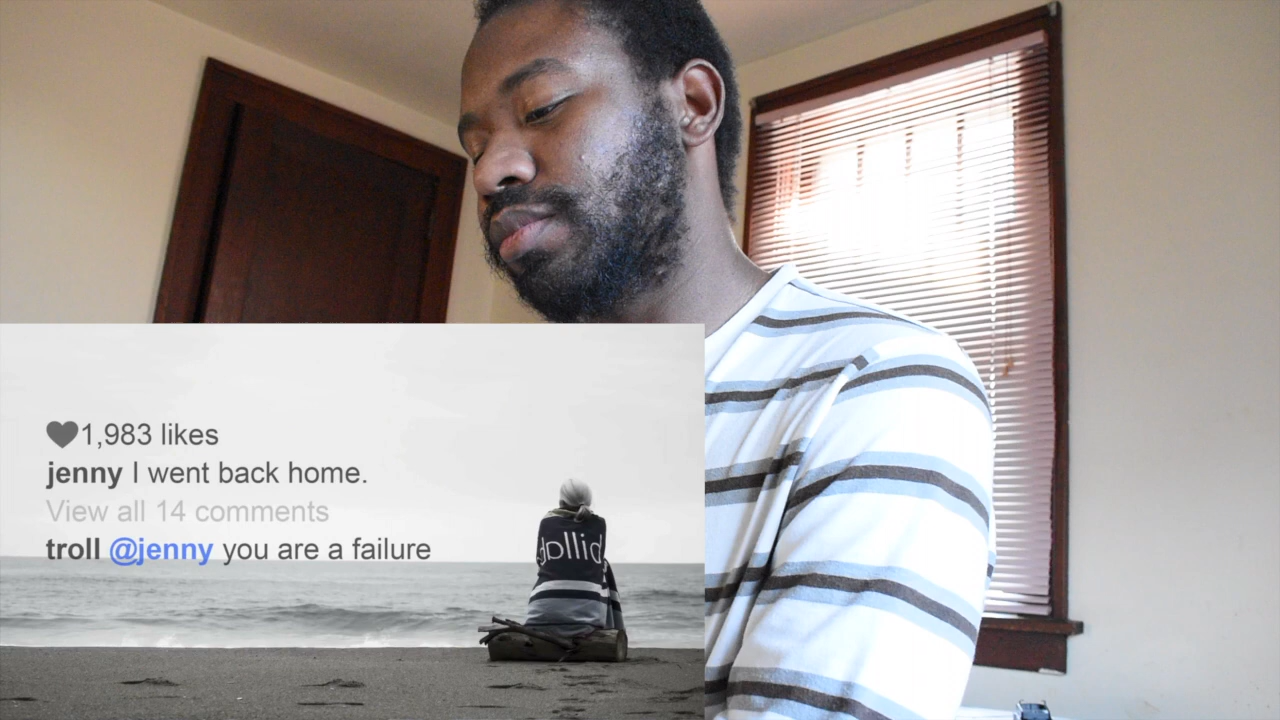 1,983 likes
jenny I went back home.
View all 14 comments
troll @jenny you are a failure